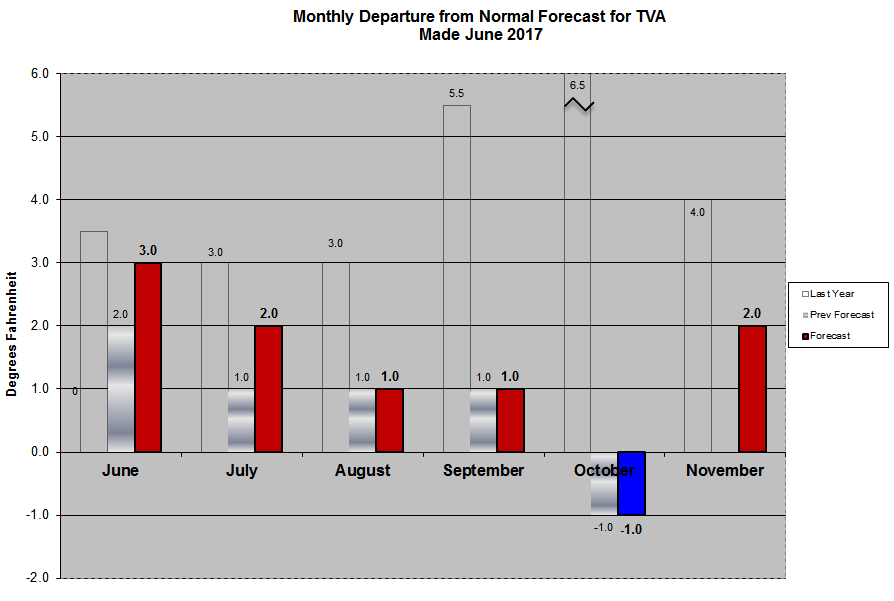 Monthly Departure from Normal Forecast for TVA
Made June 2017
Degrees Fahrenheit
6.0
5.0
4.0
3.0
2.0
1.0
0.0
-1.0
-2.0
0
2.0
3.0
3.0
1.0
2.0
3.0
1.0
1.0
5.5
1.0
1.0
6.5
-1.0
-1.0
4.0
2.0
June
July
August
September
October
November
Last Year
Prev Forecast
Forecast